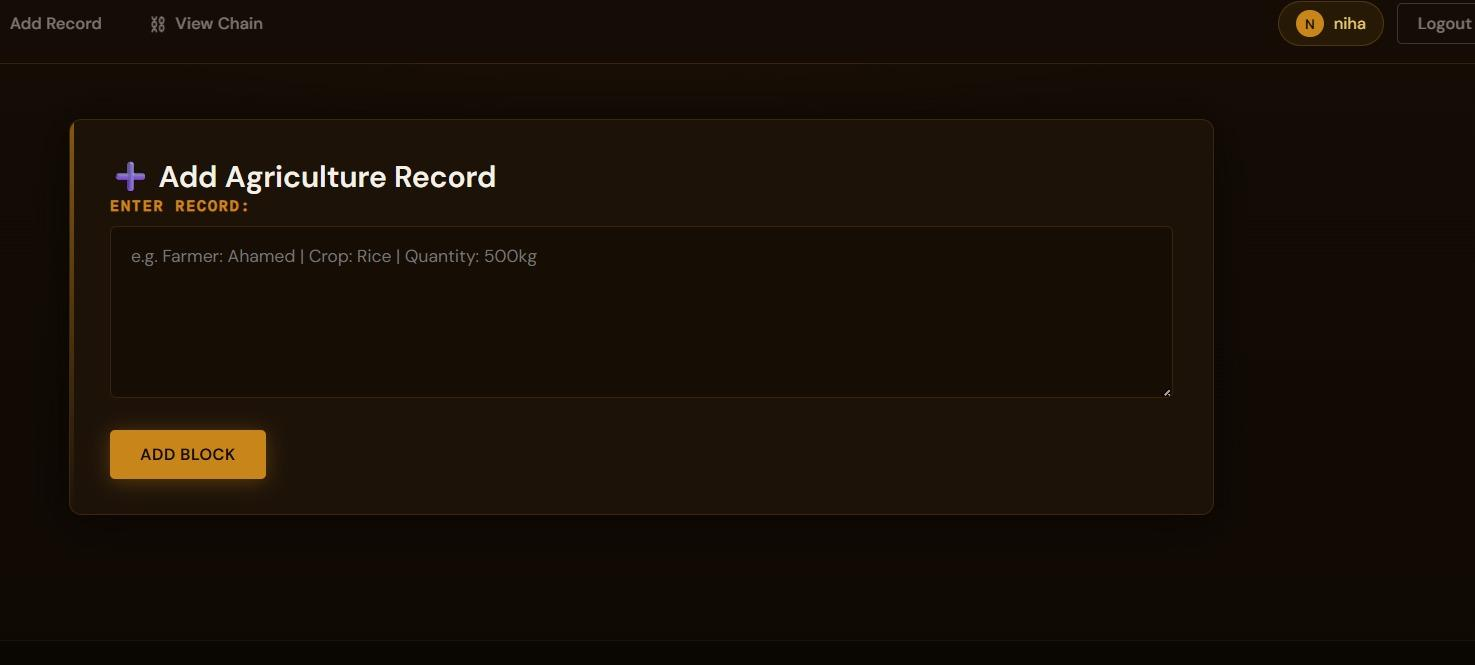 Add Record
View Chain
N
niha
Logout
Add Agriculture Record
ENTER RECORD:
e.g. Farmer: Ahamed | Crop: Rice | Quantity: 500kg
ADD BLOCK